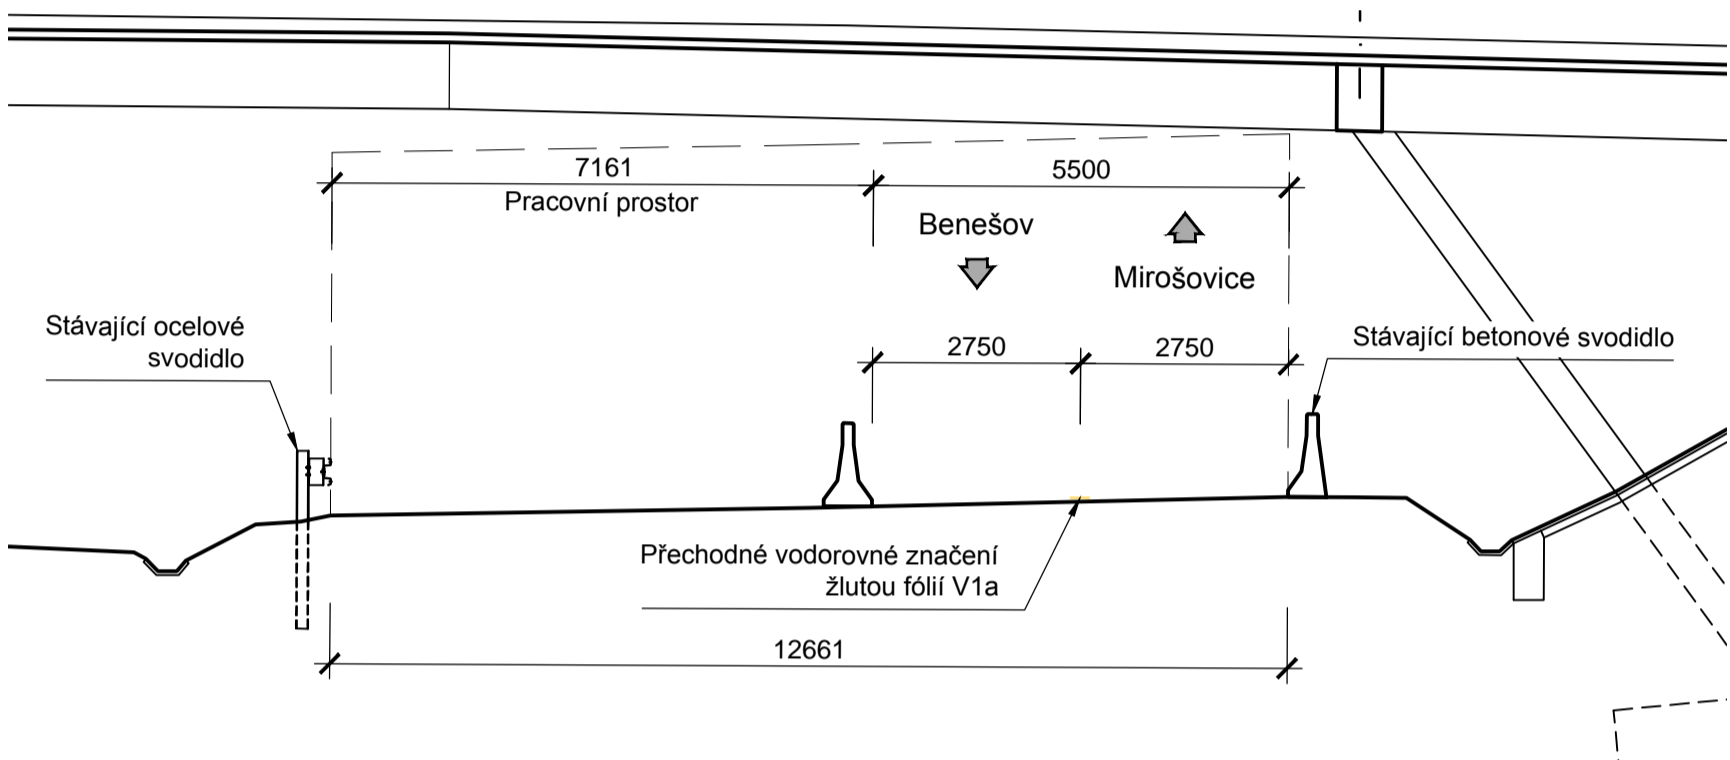 7161
5500
Pracovní prostor
Benešov
Mirošovice
Stávající ocelové
svodidlo
2750
2750
Stávající betonové svodidlo
Přechodné vodorovné značení
žlutou fólií V1a
12661